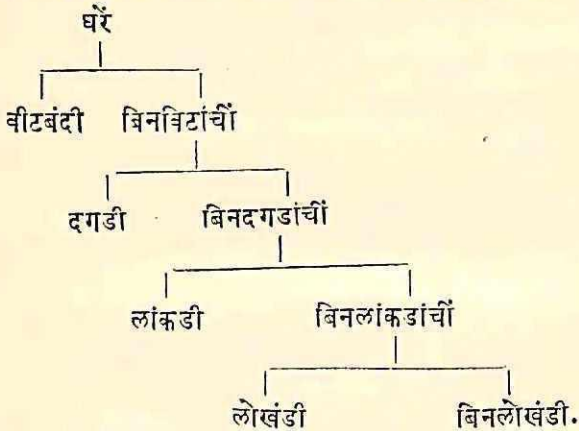 घरें
वीटबंदी बिनविटांचीं
दगडी बिनदगडांचीं
लांकडी बिनलांकडांचीं
लोखंडी बिनलोखंडी.